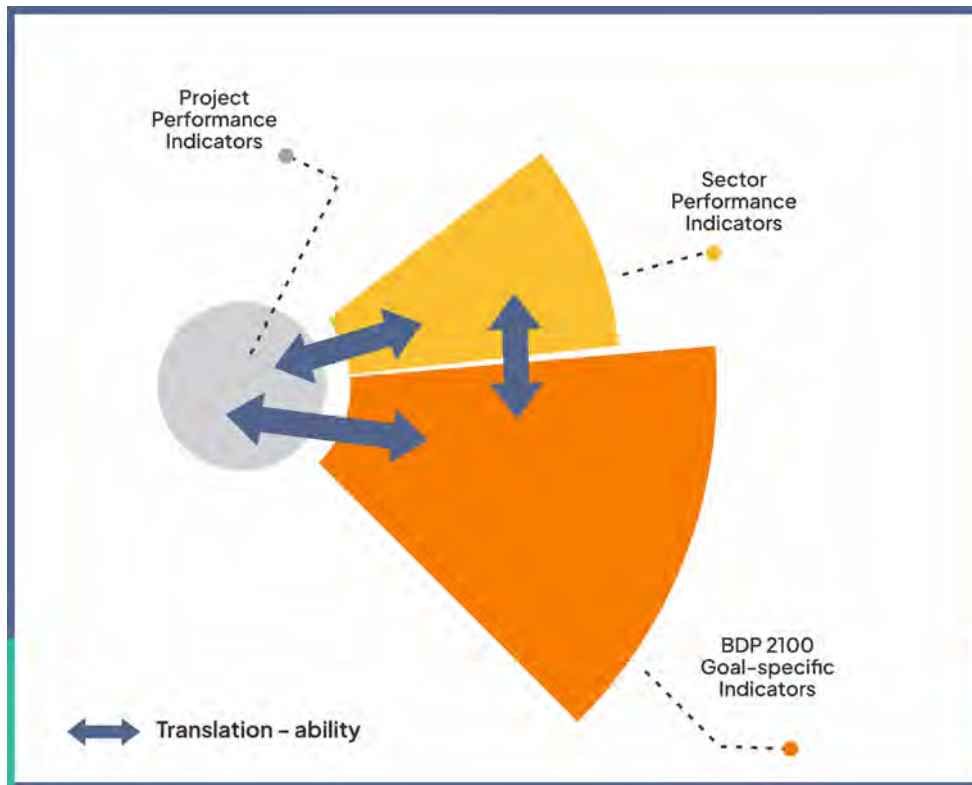 Project
Performance
Indicators
Sector
Performance
Indicators
BDP 2100
Goal-specific
Indicators
Translation - ability